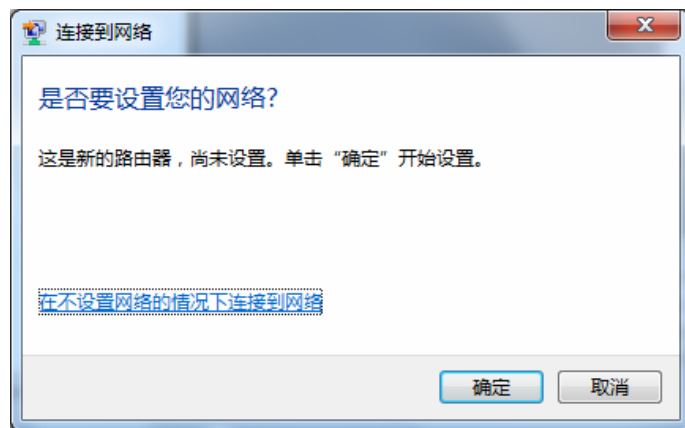 连接到网络
是否要设置您的网络?
这是新的路由器，尚未设置。单击“确定”开始设置。
在不设置网络的情况下连接到网络
确定
取消